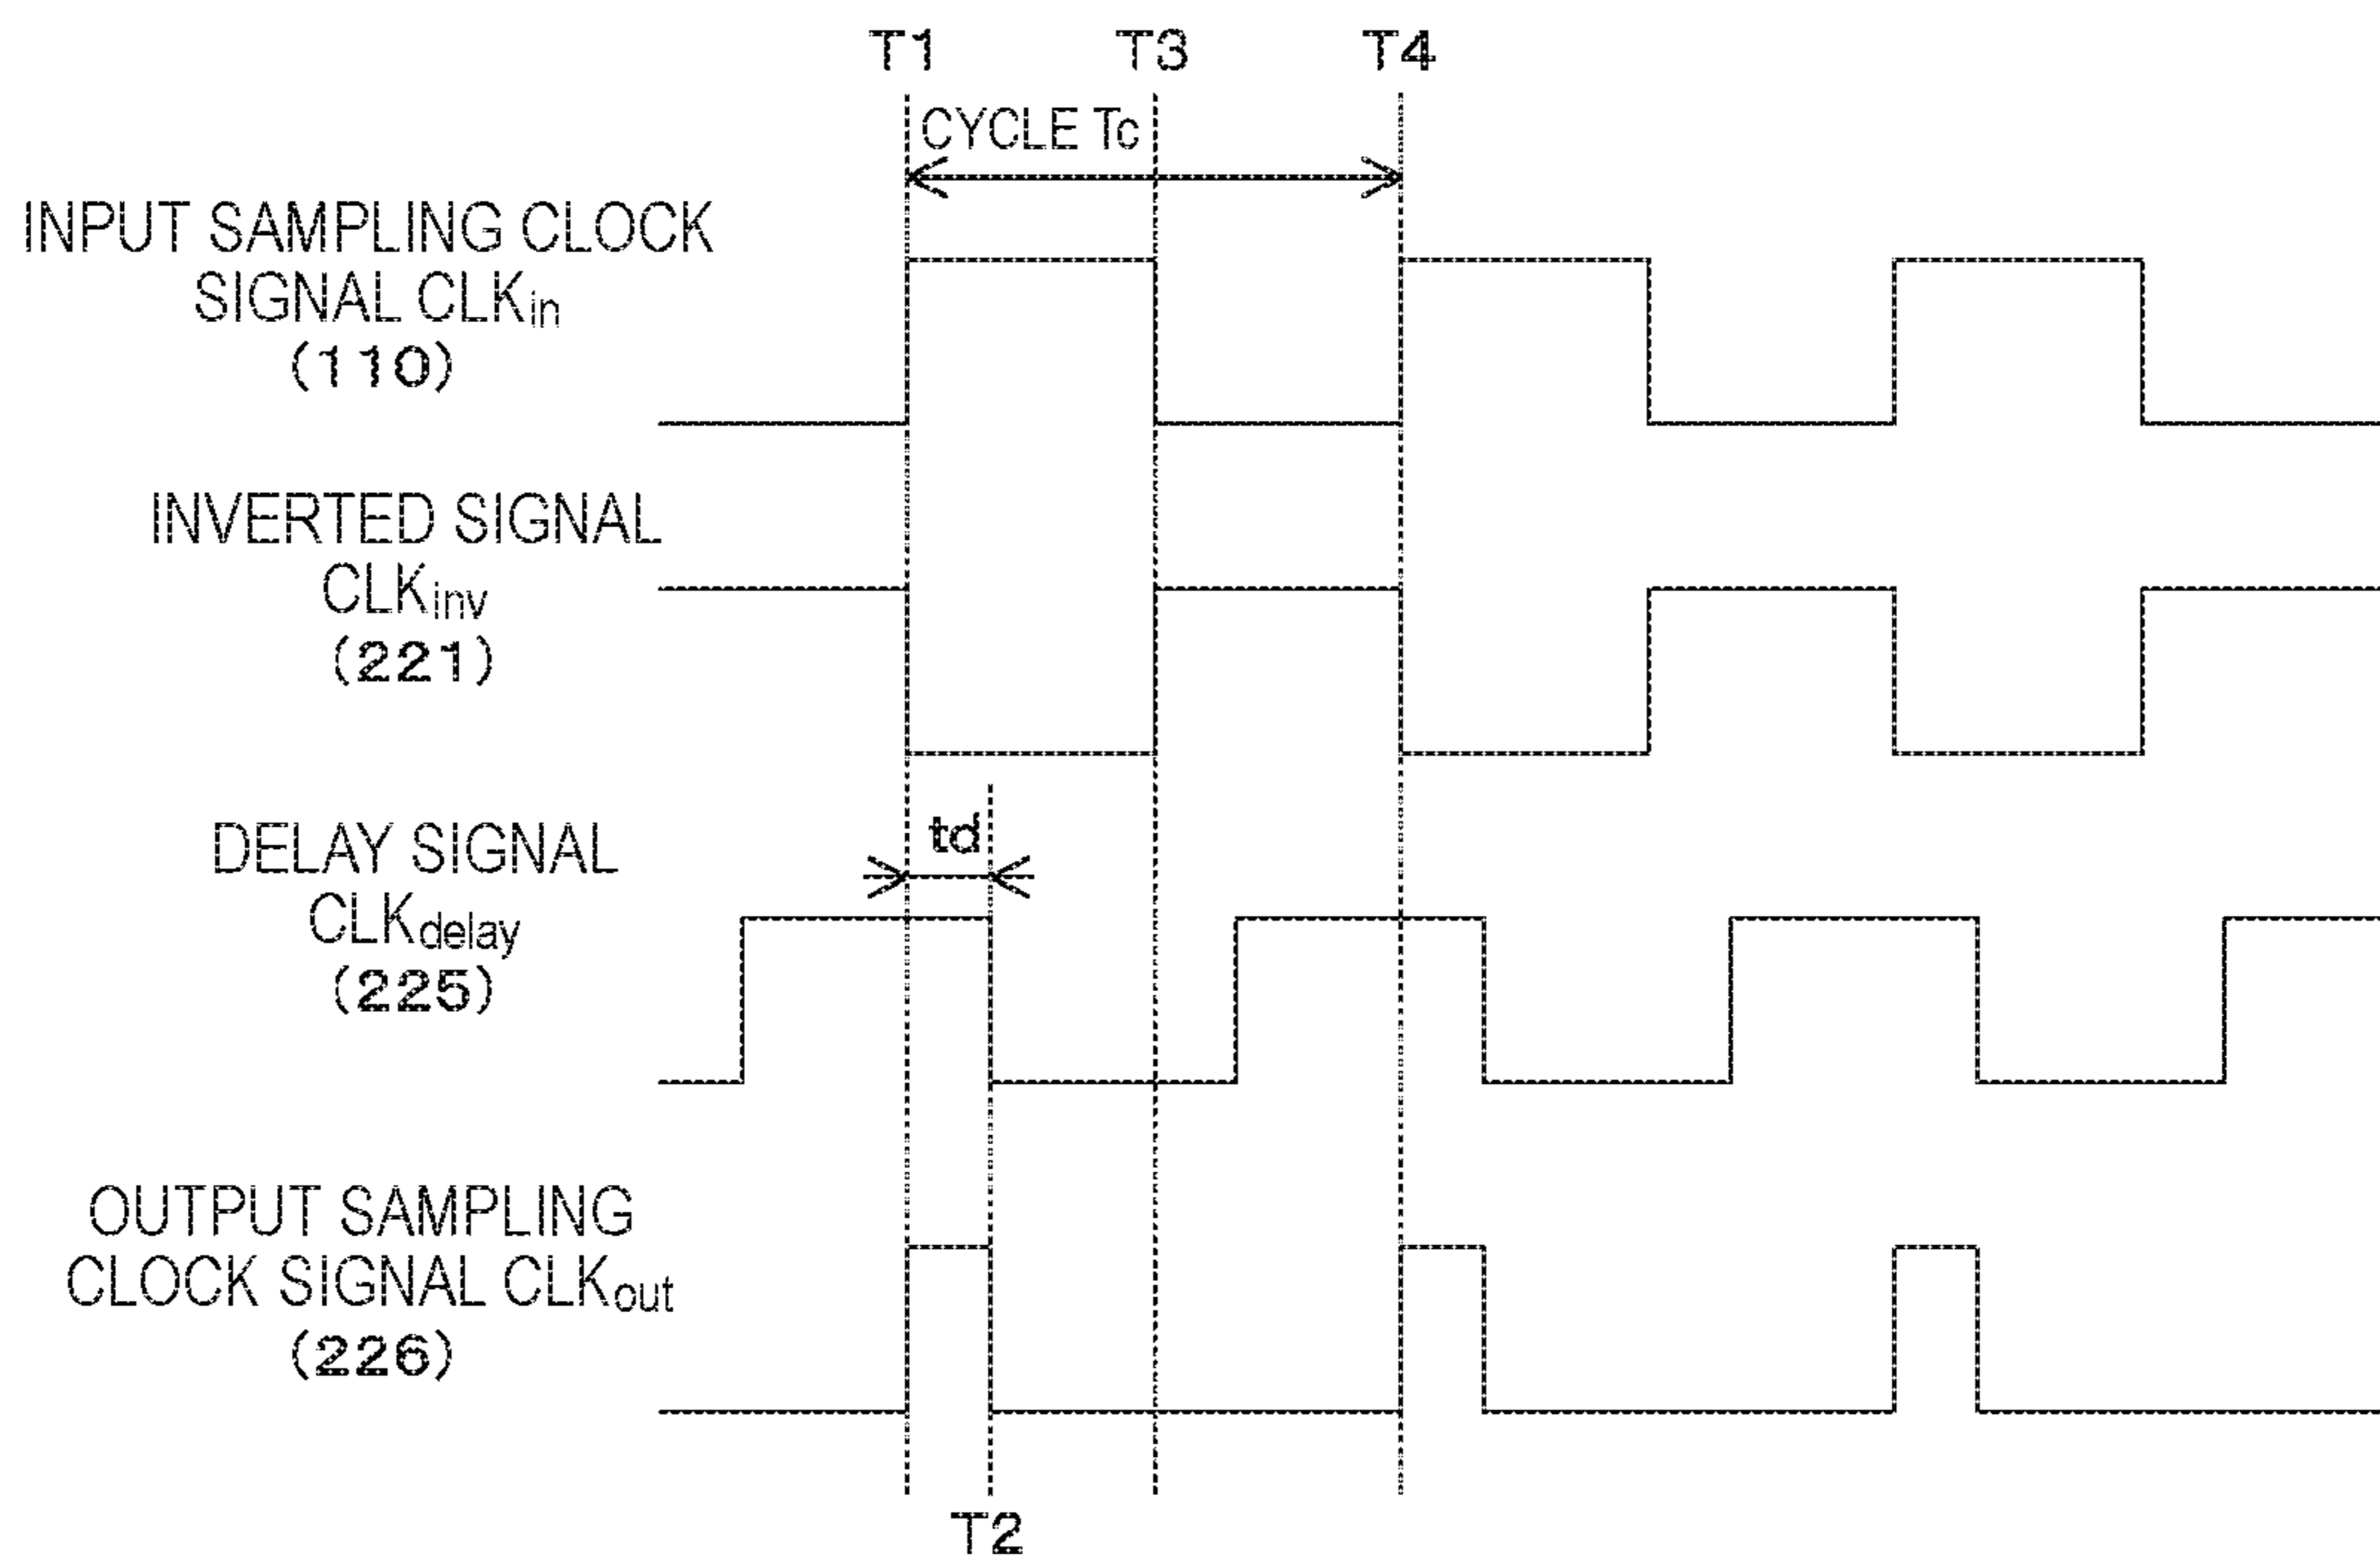 T1 T3 T4
CYCLE Tc
INPUT SAMPLING CLOCK
SIGNAL CLKin
(110)
INVERTED SIGNAL
CLKinv
(221)
td
DELAY SIGNAL
CLKdelay
(225)
OUTPUT SAMPLING
CLOCK SIGNAL CLKout
(226)
T2